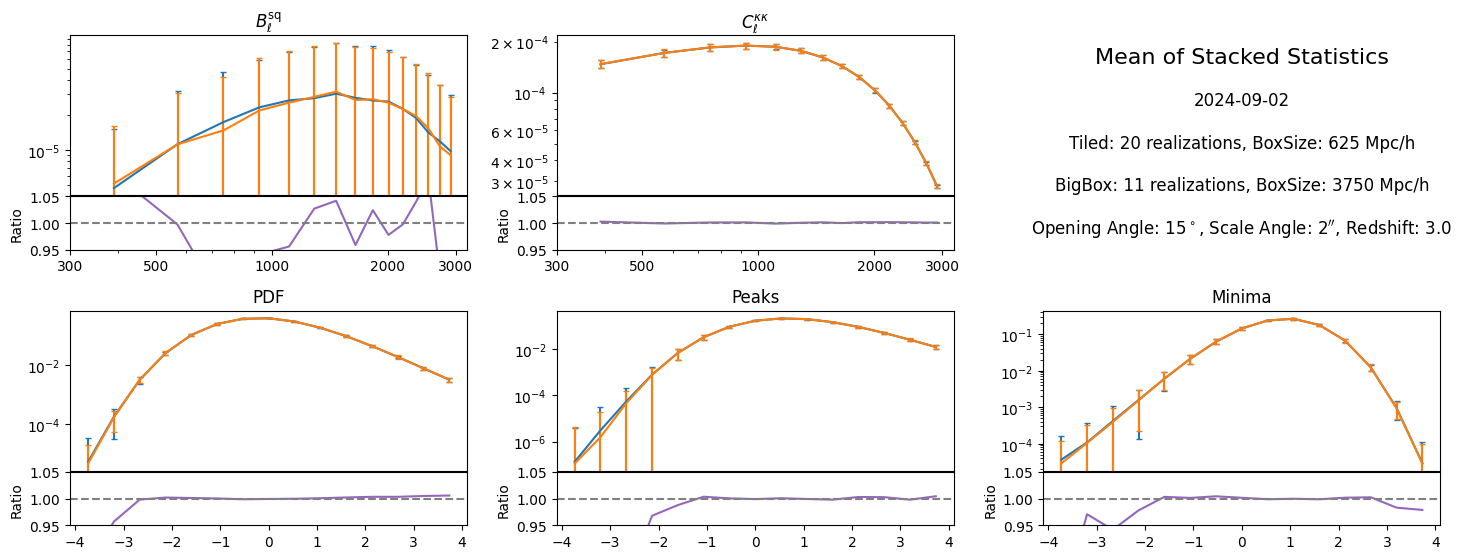 $B_\ell^{\mathrm{sq}}$
10⁻⁵
1.05
1.00
0.95
Ratio
300 500 1000 2000 3000
$C_\ell^{\kappa\kappa}$
2 × 10⁻⁴
10⁻⁴
6 × 10⁻⁵
4 × 10⁻⁵
3 × 10⁻⁵
1.05
1.00
0.95
Ratio
300 500 1000 2000 3000
Mean of Stacked Statistics
2024-09-02
Tiled: 20 realizations, BoxSize: 625 Mpc/h
BigBox: 11 realizations, BoxSize: 3750 Mpc/h
Opening Angle: 15°, Scale Angle: 2″, Redshift: 3.0
PDF
10⁻²
10⁻⁴
1.05
1.00
0.95
Ratio
−4 −3 −2 −1 0 1 2 3 4
Peaks
10⁻²
10⁻⁴
10⁻⁶
1.05
1.00
0.95
Ratio
−4 −3 −2 −1 0 1 2 3 4
Minima
10⁻¹
10⁻²
10⁻³
10⁻⁴
1.05
1.00
0.95
Ratio
−4 −3 −2 −1 0 1 2 3 4